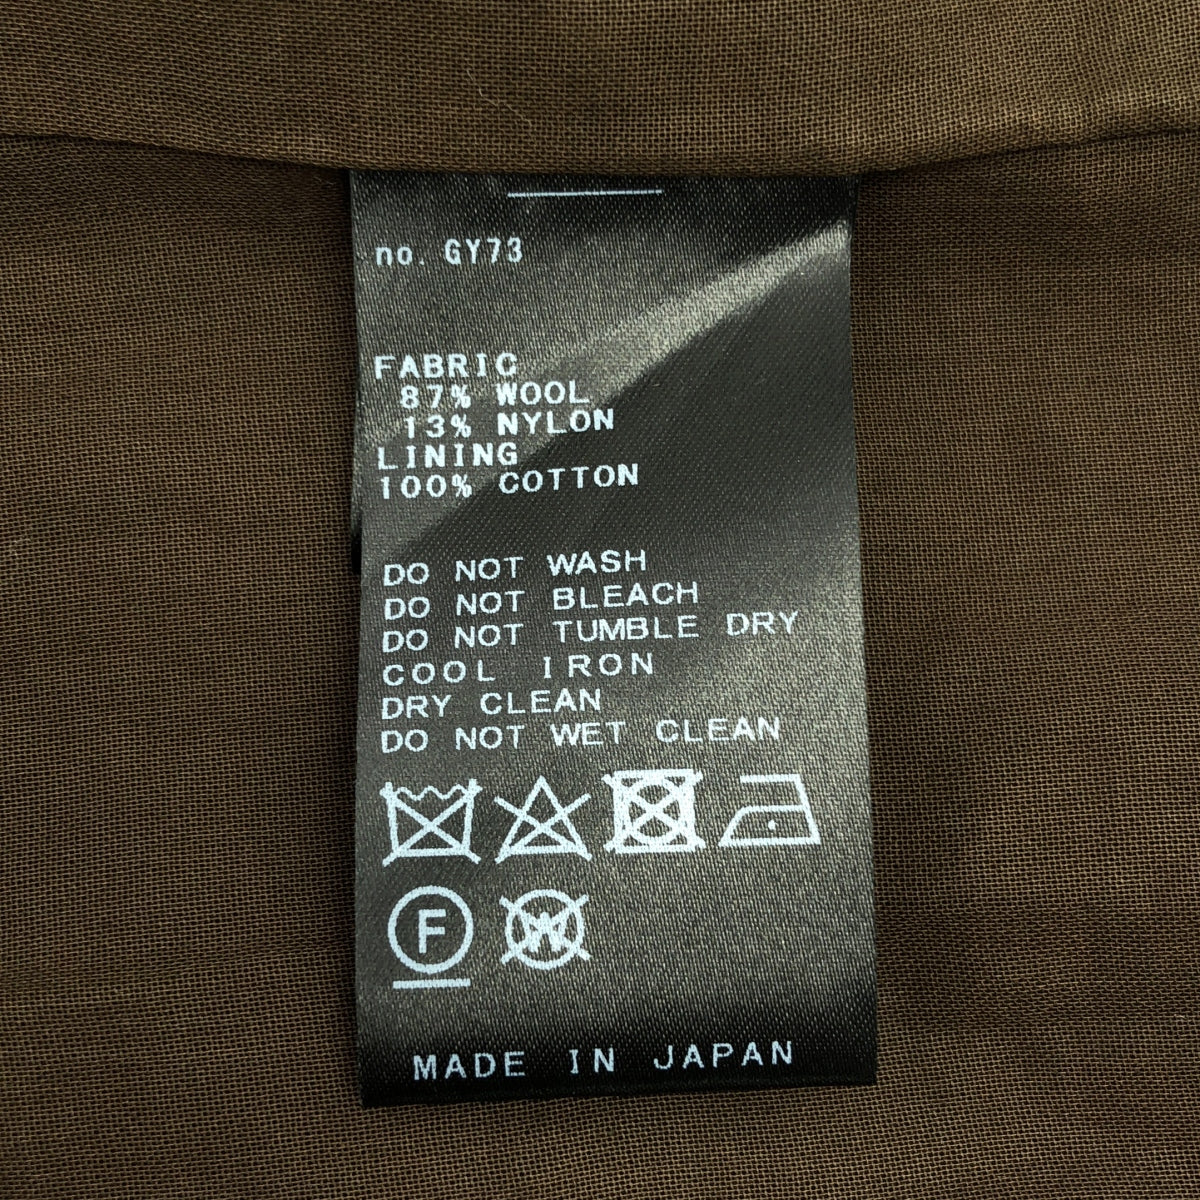 no. GY73
FABRIC
87% WOOL
13% NYLON
LINING
100% COTTON
DO NOT WASH
DO NOT BLEACH
DO NOT TUMBLE DRY
COOL IRON
DRY CLEAN
DO NOT WET CLEAN
F W
MADE IN JAPAN